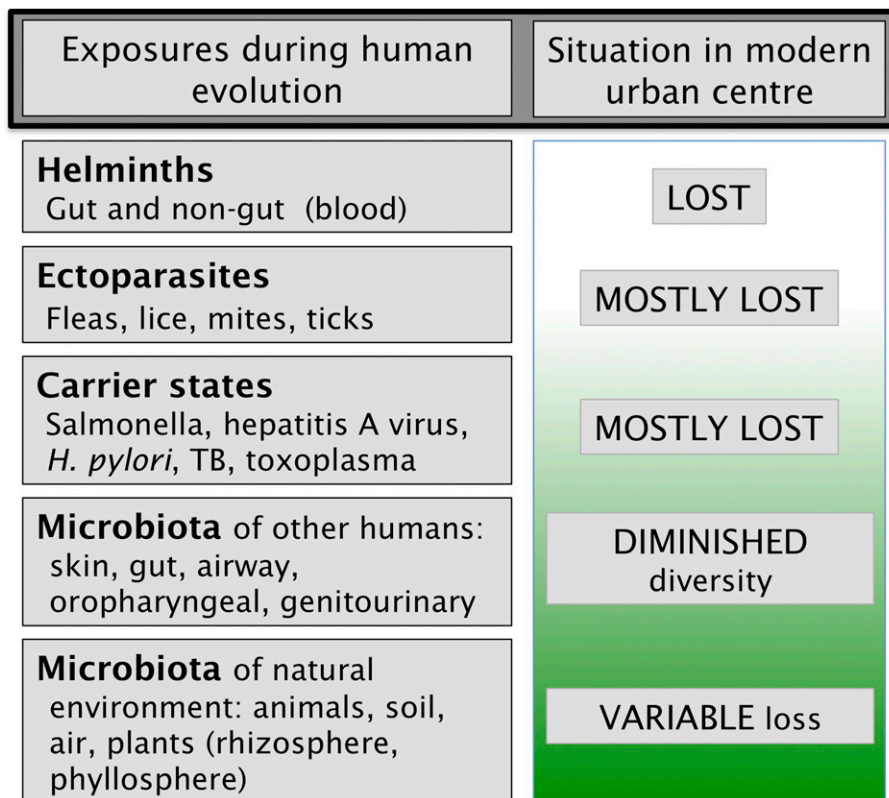 Exposures during human
evolution
Situation in modern
urban centre
Helminths
Gut and non-gut (blood)
LOST
Ectoparasites
Fleas, lice, mites, ticks
MOSTLY LOST
Carrier states
Salmonella, hepatitis A virus,
H. pylori, TB, toxoplasma
MOSTLY LOST
Microbiota of other humans:
skin, gut, airway,
oropharyngeal, genitourinary
DIMINISHED
diversity
Microbiota of natural
environment: animals, soil,
air, plants (rhizosphere,
phyllosphere)
VARIABLE loss